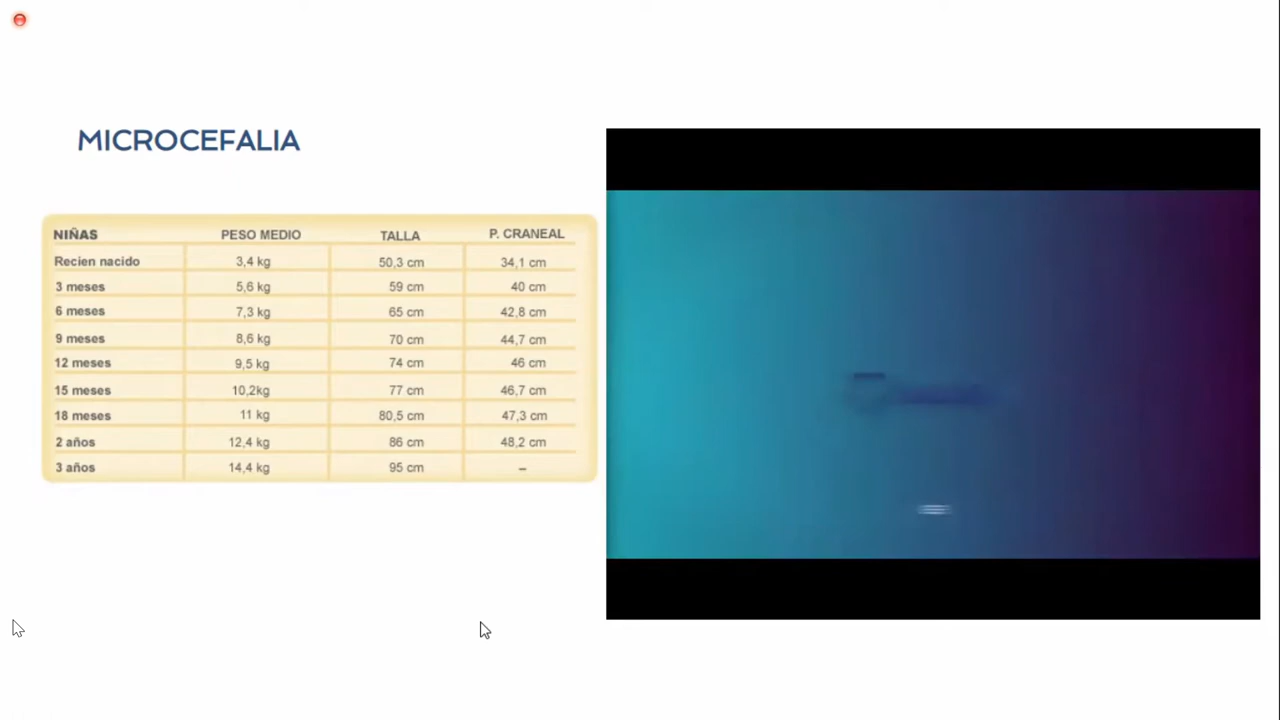 MICROCEFALIA
NIÑAS PESO MEDIO TALLA P. CRANEAL
Recien nacido 3,4 kg 50,3 cm 34,1 cm
3 meses 5,6 kg 59 cm 40 cm
6 meses 7,3 kg 65 cm 42,8 cm
9 meses 8,6 kg 70 cm 44,7 cm
12 meses 9,5 kg 74 cm 46 cm
15 meses 10,2kg 77 cm 46,7 cm
18 meses 11 kg 80,5 cm 47,3 cm
2 años 12,4 kg 86 cm 48,2 cm
3 años 14,4 kg 95 cm –